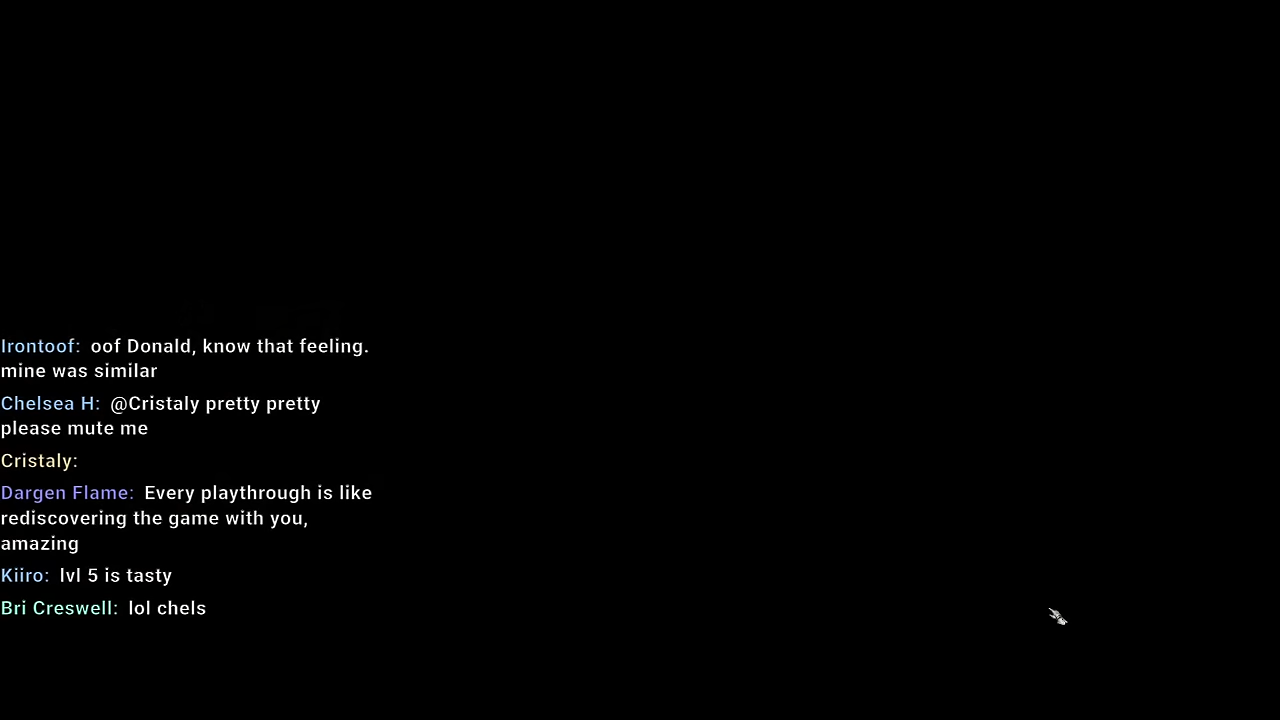 Irontoof: oof Donald, know that feeling.
mine was similar
Chelsea H: @Cristaly pretty pretty
please mute me
Cristaly:
Dargen Flame: Every playthrough is like
rediscovering the game with you,
amazing
Kiiro: lvl 5 is tasty
Bri Creswell: lol chels